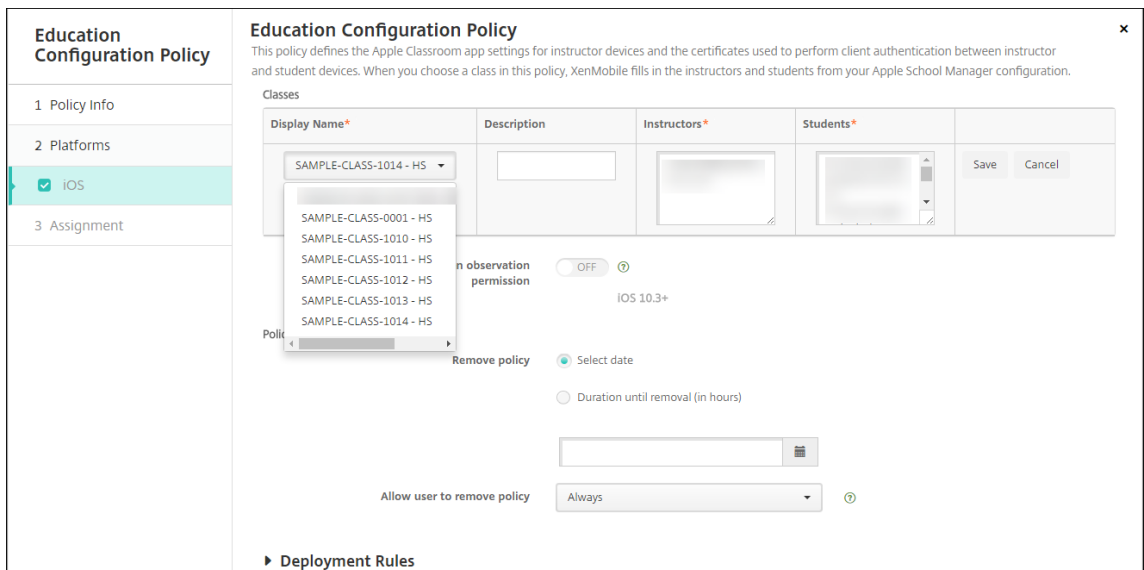 Education
Configuration Policy
1 Policy Info
2 Platforms
iOS
3 Assignment
Education Configuration Policy
×
This policy defines the Apple Classroom app settings for instructor devices and the certificates used to perform client authentication between instructor
and student devices. When you choose a class in this policy, XenMobile fills in the instructors and students from your Apple School Manager configuration.
Classes
Display Name* Description Instructors* Students*
SAMPLE-CLASS-1014 - HS Save Cancel
SAMPLE-CLASS-0001 - HS
SAMPLE-CLASS-1010 - HS
SAMPLE-CLASS-1011 - HS
SAMPLE-CLASS-1012 - HS
SAMPLE-CLASS-1013 - HS
SAMPLE-CLASS-1014 - HS
n observation
permission
OFF ?
iOS 10.3+
Polic
Remove policy Select date
Duration until removal (in hours)
Allow user to remove policy Always ?
Deployment Rules